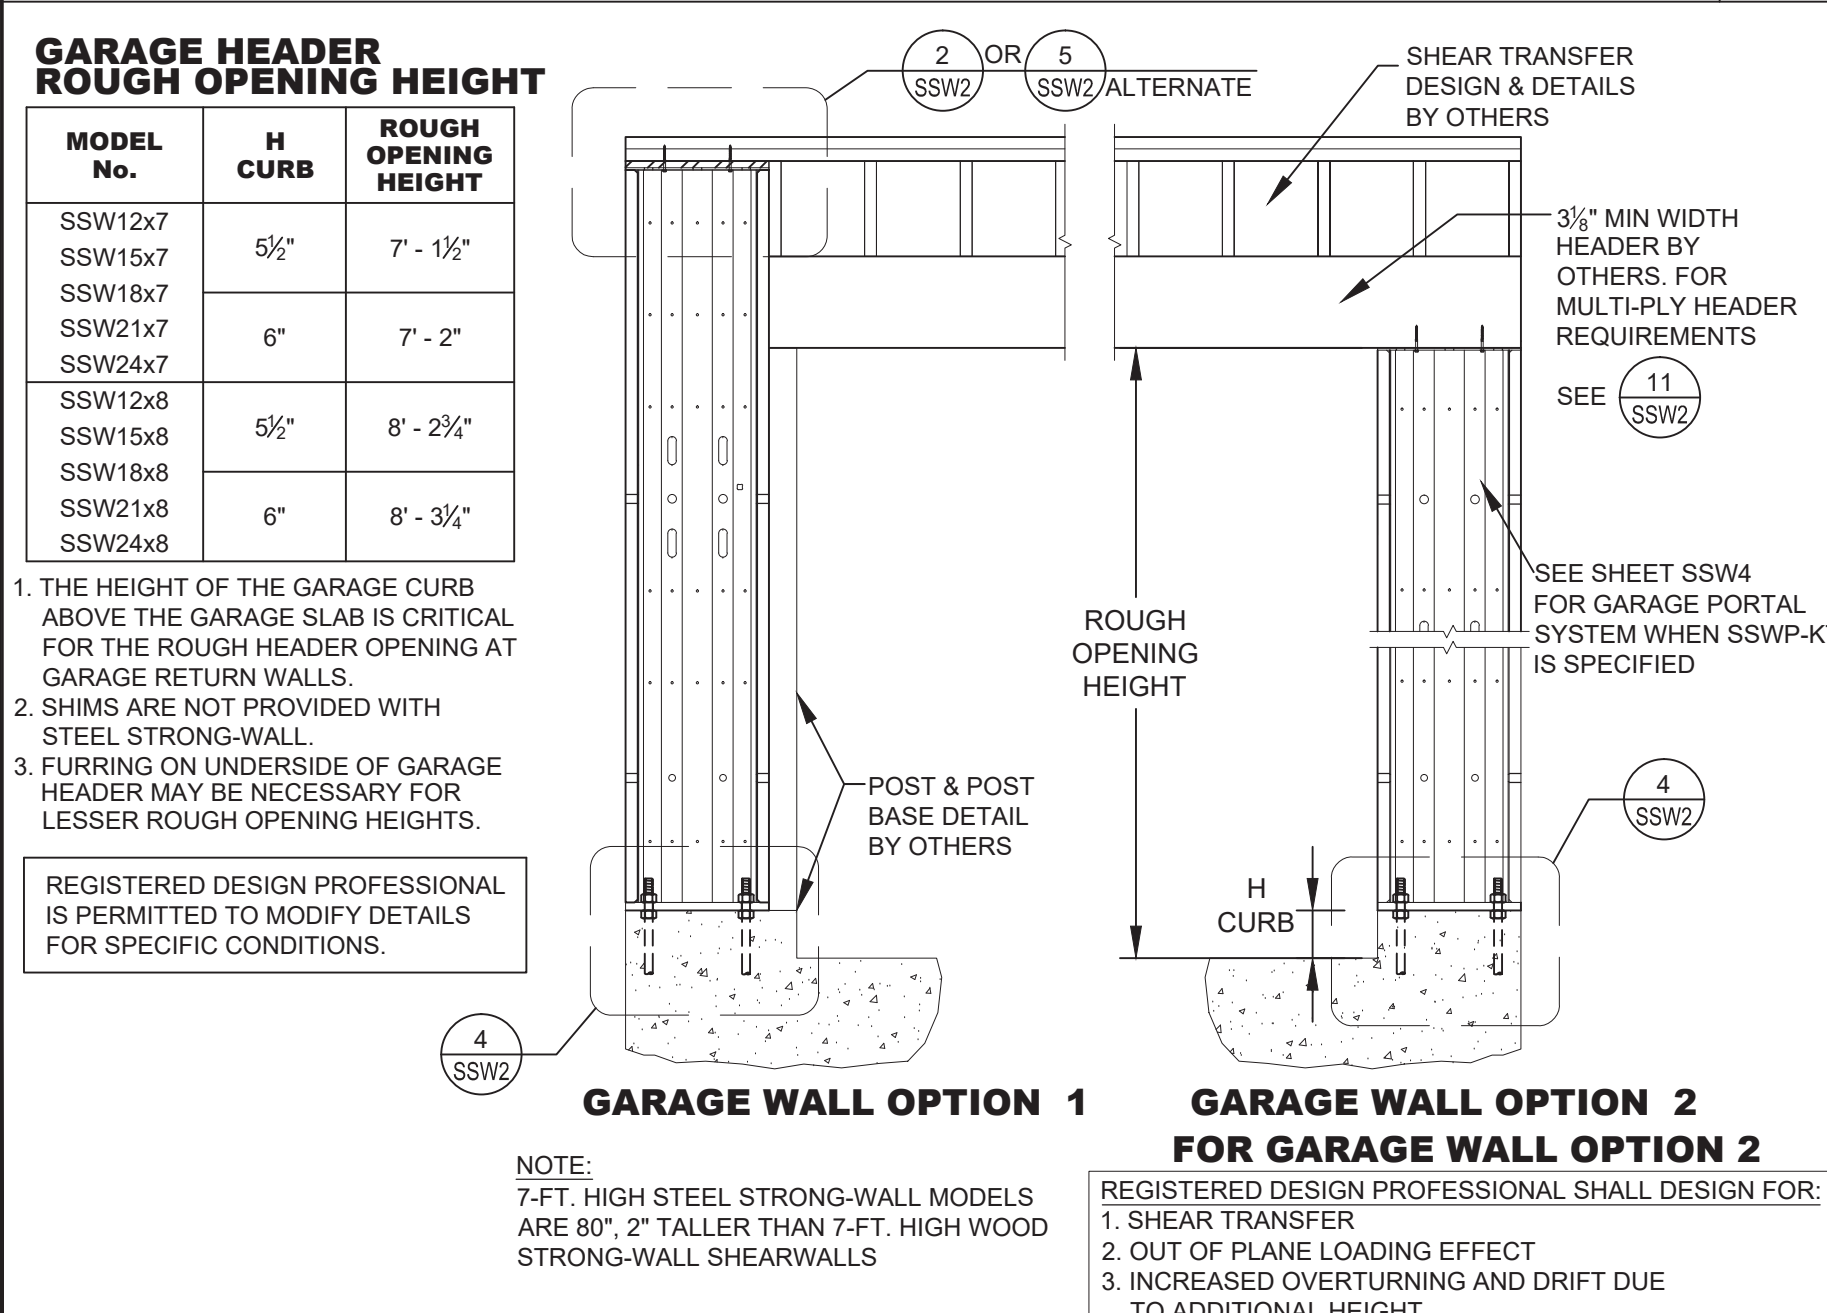 GARAGE HEADER
ROUGH OPENING HEIGHT
MODEL No.
H CURB
ROUGH OPENING HEIGHT
SSW12x7
SSW15x7
SSW18x7
SSW21x7
SSW24x7
5½"
7' - 1½"
6"
7' - 2"
SSW12x8
SSW15x8
SSW18x8
SSW21x8
SSW24x8
5½"
8' - 2¾"
6"
8' - 3¼"
1. THE HEIGHT OF THE GARAGE CURB
ABOVE THE GARAGE SLAB IS CRITICAL
FOR THE ROUGH HEADER OPENING AT
GARAGE RETURN WALLS.
2. SHIMS ARE NOT PROVIDED WITH
STEEL STRONG-WALL.
3. FURRING ON UNDERSIDE OF GARAGE
HEADER MAY BE NECESSARY FOR
LESSER ROUGH OPENING HEIGHTS.
REGISTERED DESIGN PROFESSIONAL
IS PERMITTED TO MODIFY DETAILS
FOR SPECIFIC CONDITIONS.
2
SSW2
OR
5
SSW2
ALTERNATE
SHEAR TRANSFER
DESIGN & DETAILS
BY OTHERS
3⅛" MIN WIDTH
HEADER BY
OTHERS. FOR
MULTI-PLY HEADER
REQUIREMENTS
SEE
11
SSW2
SEE SHEET SSW4
FOR GARAGE PORTAL
SYSTEM WHEN SSWP-K
IS SPECIFIED
ROUGH
OPENING
HEIGHT
POST & POST
BASE DETAIL
BY OTHERS
H
CURB
4
SSW2
4
SSW2
GARAGE WALL OPTION 1
GARAGE WALL OPTION 2
FOR GARAGE WALL OPTION 2
NOTE:
7-FT. HIGH STEEL STRONG-WALL MODELS
ARE 80", 2" TALLER THAN 7-FT. HIGH WOOD
STRONG-WALL SHEARWALLS
REGISTERED DESIGN PROFESSIONAL SHALL DESIGN FOR:
1. SHEAR TRANSFER
2. OUT OF PLANE LOADING EFFECT
3. INCREASED OVERTURNING AND DRIFT DUE
TO ADDITIONAL HEIGHT